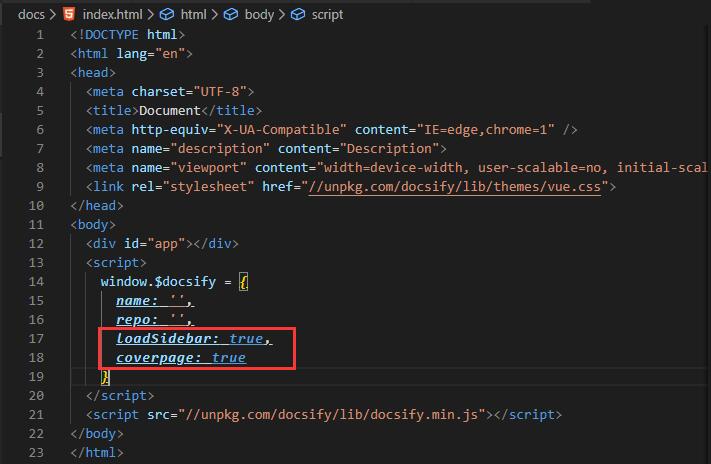 docs > index.html > html > body > script
1 <!DOCTYPE html>
2 <html lang="en">
3 <head>
4 <meta charset="UTF-8">
5 <title>Document</title>
6 <meta http-equiv="X-UA-Compatible" content="IE=edge,chrome=1" />
7 <meta name="description" content="Description">
8 <meta name="viewport" content="width=device-width, user-scalable=no, initial-scal
9 <link rel="stylesheet" href="//unpkg.com/docsify/lib/themes/vue.css">
10 </head>
11 <body>
12 <div id="app"></div>
13 <script>
14 window.$docsify = {
15 name: '',
16 repo: '',
17 loadSidebar: true,
18 coverpage: true
19 }
20 </script>
21 <script src="//unpkg.com/docsify/lib/docsify.min.js"></script>
22 </body>
23 </html>